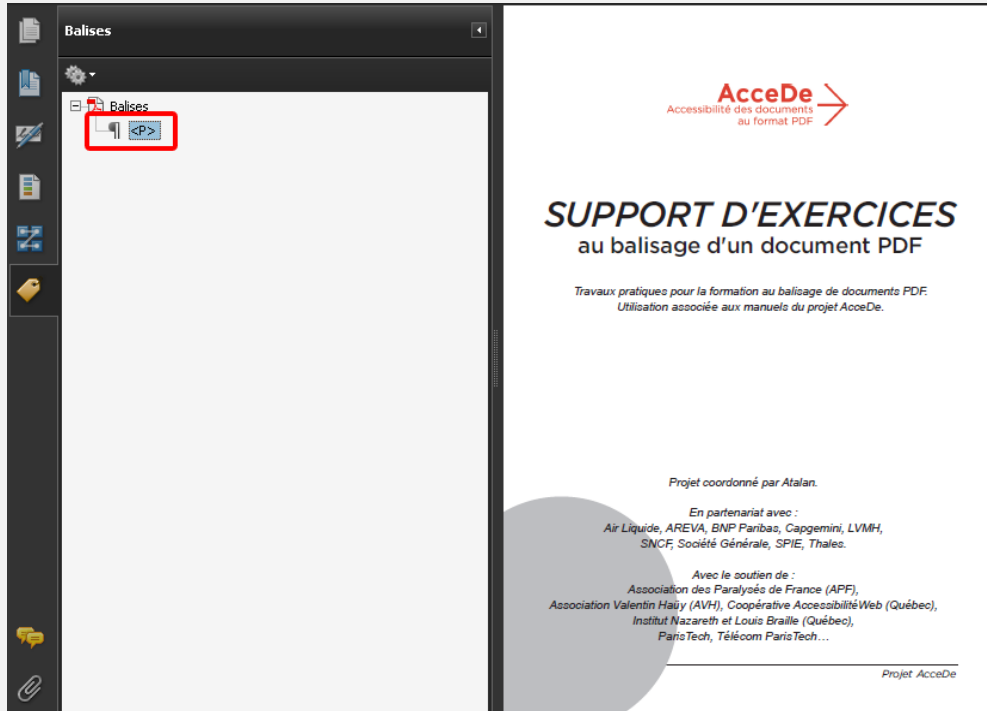 Balises
Balises
<P>
AcceDe
Accessibilité des documents
au format PDF
SUPPORT D'EXERCICES
au balisage d'un document PDF
Travaux pratiques pour la formation au balisage de documents PDF.
Utilisation associée aux manuels du projet AcceDe.
Projet coordonné par Atalan.
En partenariat avec :
Air Liquide, AREVA, BNP Paribas, Capgemini, LVMH,
SNCF, Société Générale, SPIE, Thales.
Avec le soutien de :
Association des Paralysés de France (APF),
Association Valentin Haüy (AVH), Coopérative AccessibilitéWeb (Québec),
Institut Nazareth et Louis Braille (Québec),
ParisTech, Télécom ParisTech…
Projet AcceDe